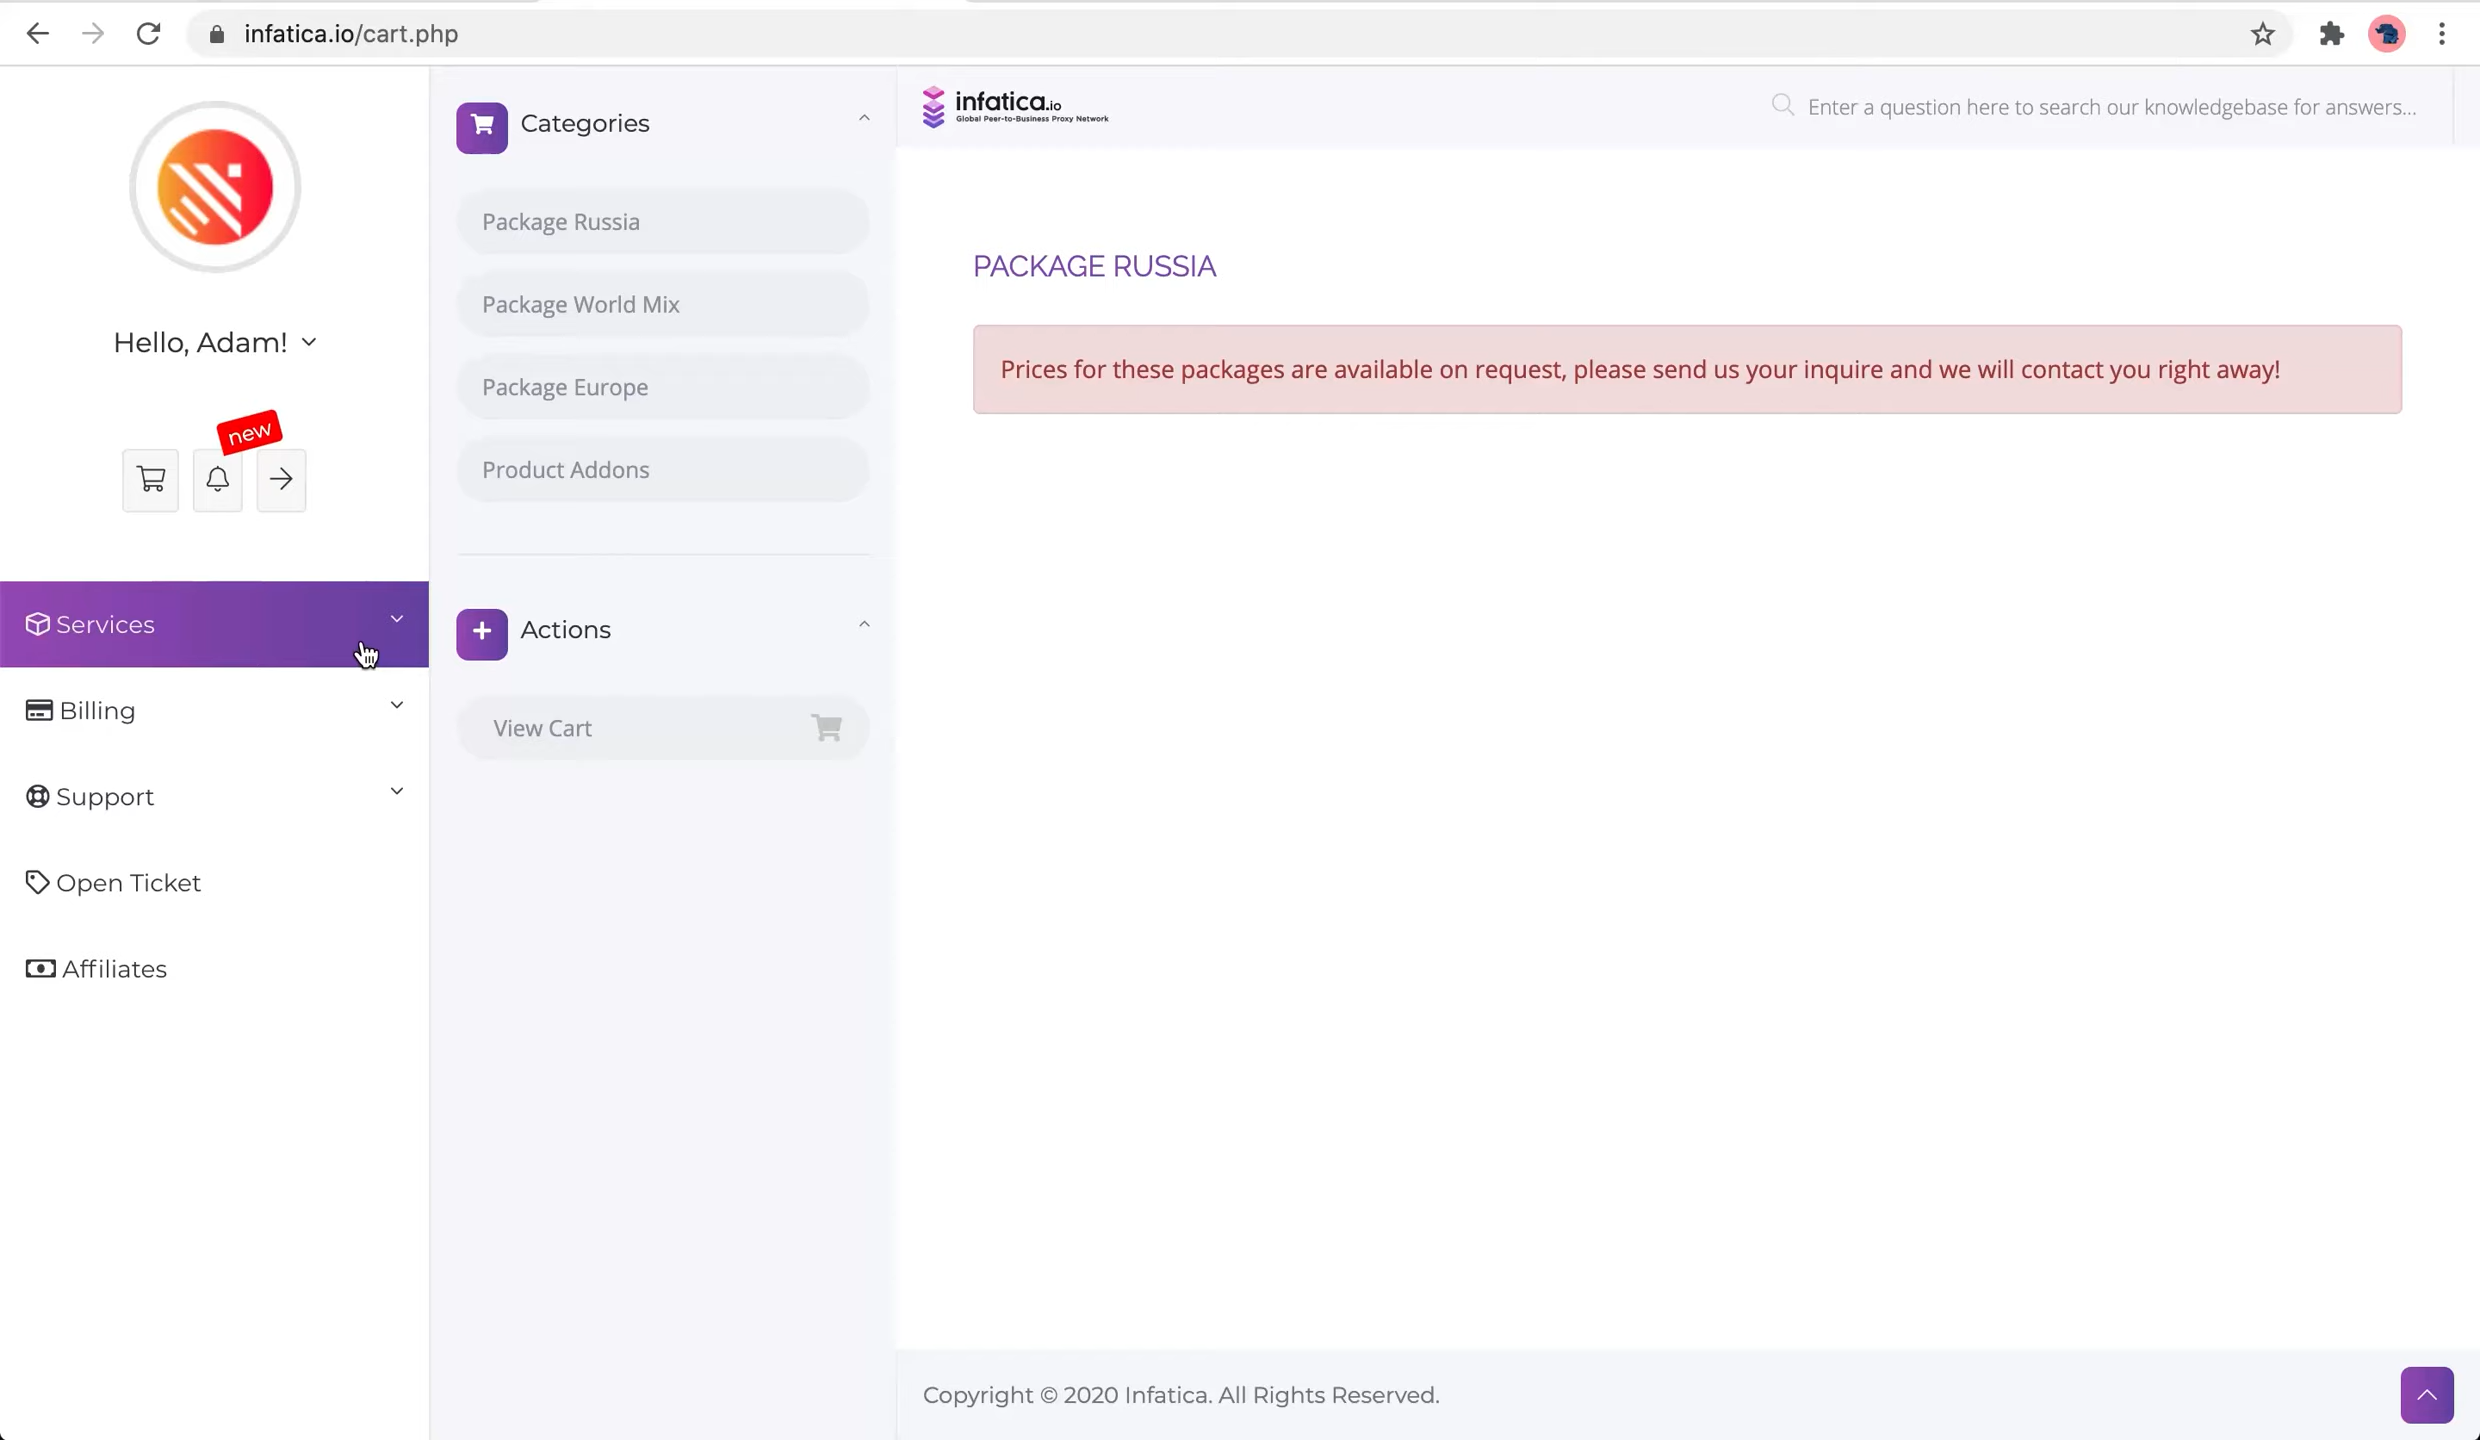 infatica.io/cart.php
Hello, Adam!
new
Services
Billing
Support
Open Ticket
Affiliates
Categories
Package Russia
Package World Mix
Package Europe
Product Addons
Actions
View Cart
infatica.io
Global Peer-to-Business Proxy Network
Enter a question here to search our knowledgebase for answers...
PACKAGE RUSSIA
Prices for these packages are available on request, please send us your inquire and we will contact you right away!
Copyright © 2020 Infatica. All Rights Reserved.